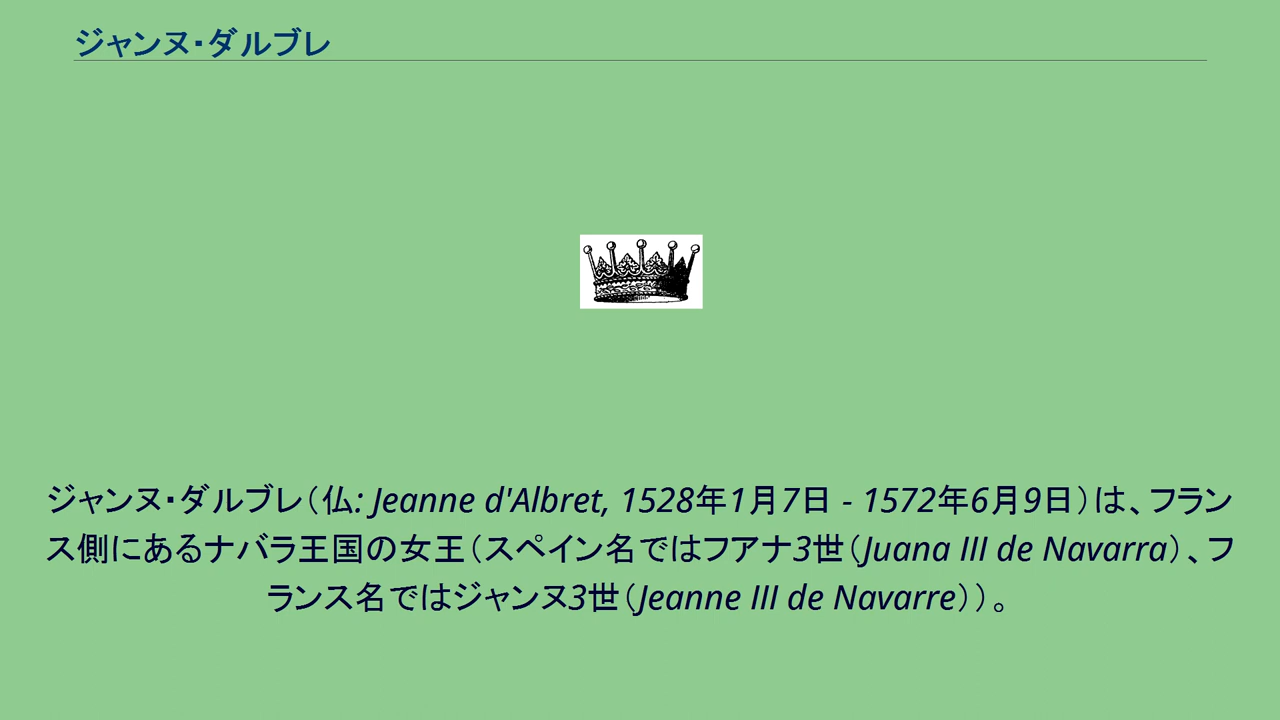 ジャンヌ・ダルブレ
ジャンヌ・ダルブレ（仏: Jeanne d'Albret, 1528年1月7日 - 1572年6月9日）は、フラン
ス側にあるナバラ王国の女王（スペイン名ではフアナ3世（Juana III de Navarra）、フ
ランス名ではジャンヌ3世（Jeanne III de Navarre））。